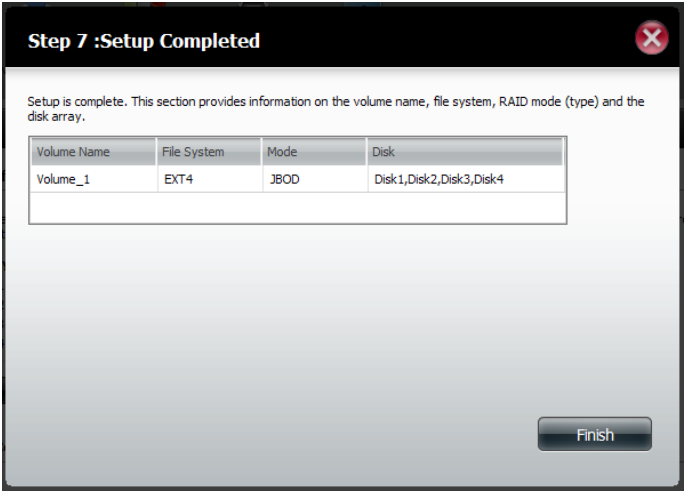 Step 7 :Setup Completed
Setup is complete. This section provides information on the volume name, file system, RAID mode (type) and the
disk array.
Volume Name File System Mode Disk
Volume_1 EXT4 JBOD Disk1,Disk2,Disk3,Disk4
Finish